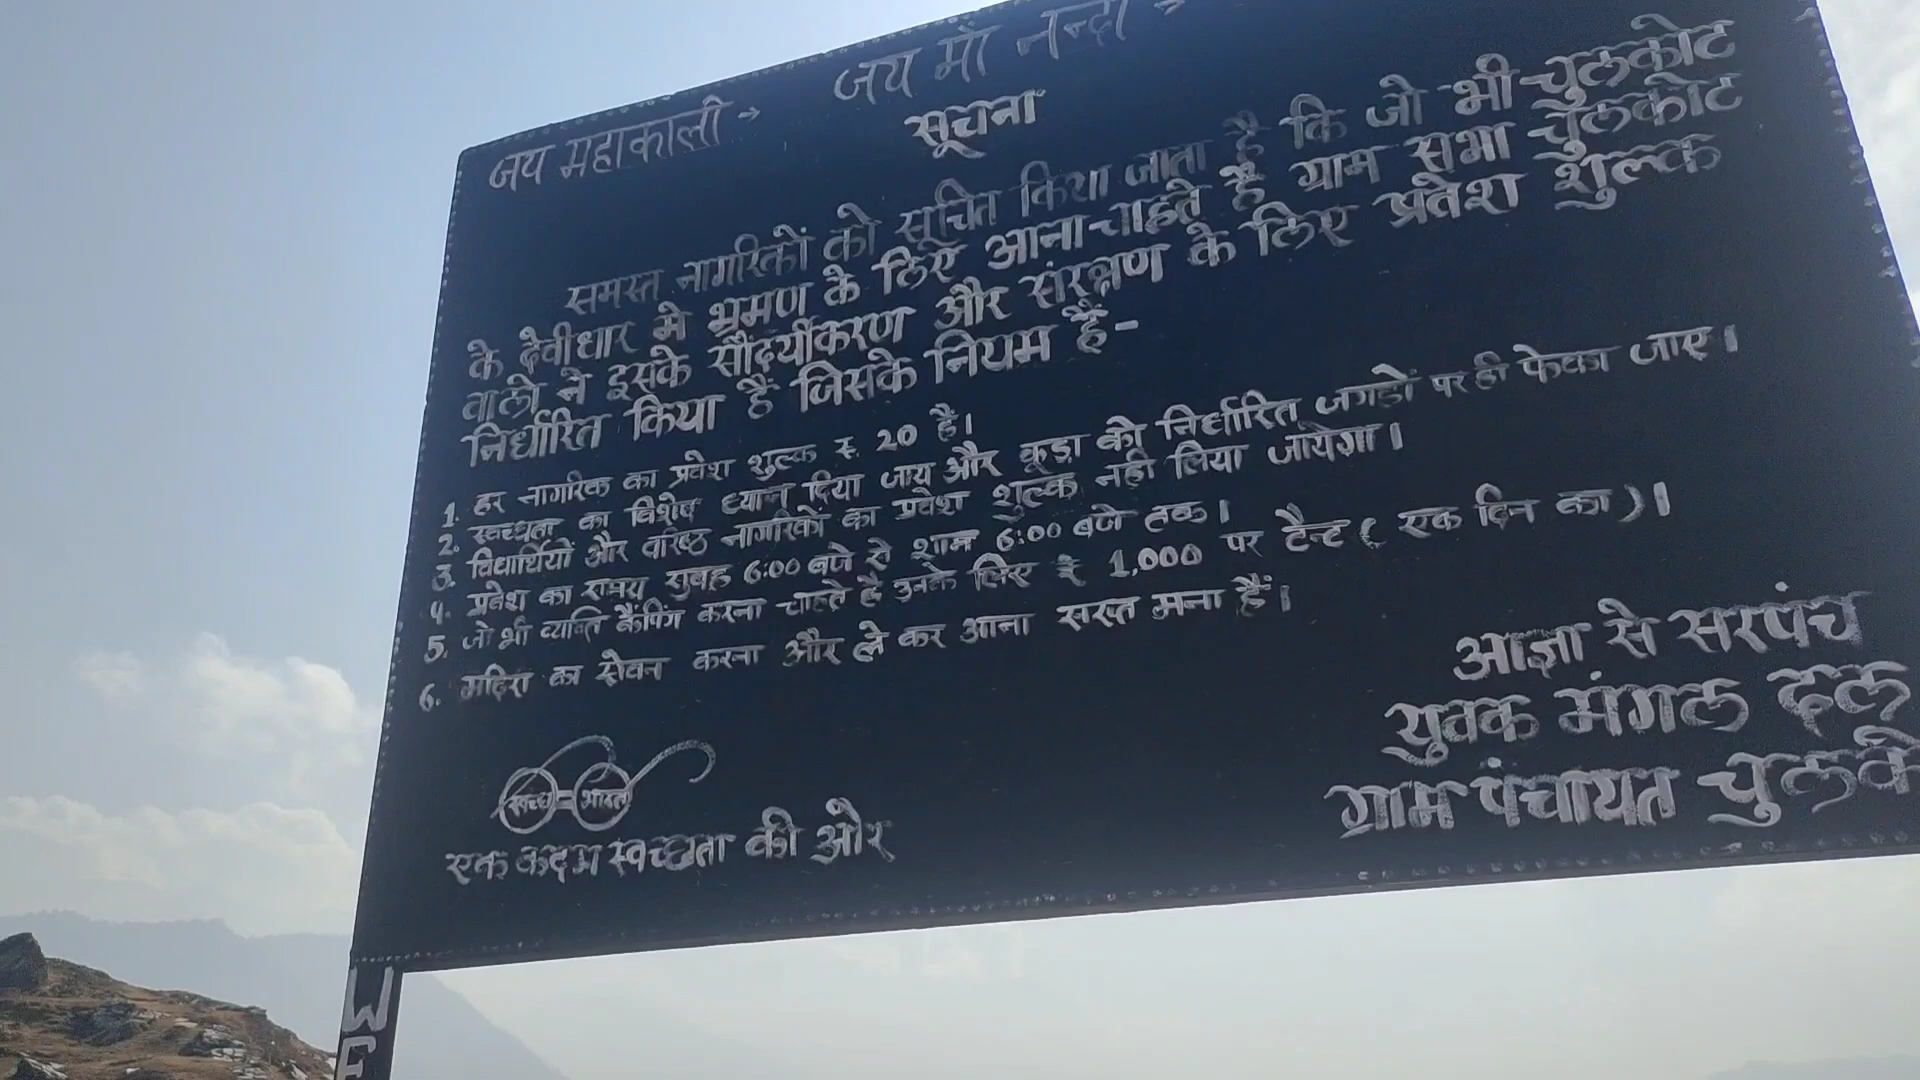 जय महाकाली → जय माँ नन्दा →
सूचना
समस्त नागरिकों को सूचित किया जाता है कि जो भी चुलकोट
के देवीधार मे भ्रमण के लिए आना चाहते है ग्राम सभा चुलकोट
वालो ने इसके सौंदर्यीकरण और संरक्षण के लिए प्रवेश शुल्क
निर्धारित किया है जिसके नियम हैं-
1. हर नागरिक का प्रवेश शुल्क रु. 20 है।
2. स्वच्छता का विशेष ध्यान दिया जाय और कूड़ा को निर्धारित जगहों पर ही फेका जाए।
3. विधार्थियों और वरिष्ठ नागरिकों का प्रवेश शुल्क नही लिया जायेगा।
4. प्रवेश का समय सुबह 6:00 बजे से शाम 6:00 बजे तक।
5. जो भी व्यक्ति कैंपिंग करना चाहते है उनके लिए रु 1,000 पर टैन्ट ( एक दिन का )।
6. मदिरा का सेवन करना और ले कर आना सख्त मना हैं।
आज्ञा से सरपंच
युवक मंगल दल
ग्राम पंचायत
स्वच्छ भारत
एक कदम स्वच्छता की ओर
WE